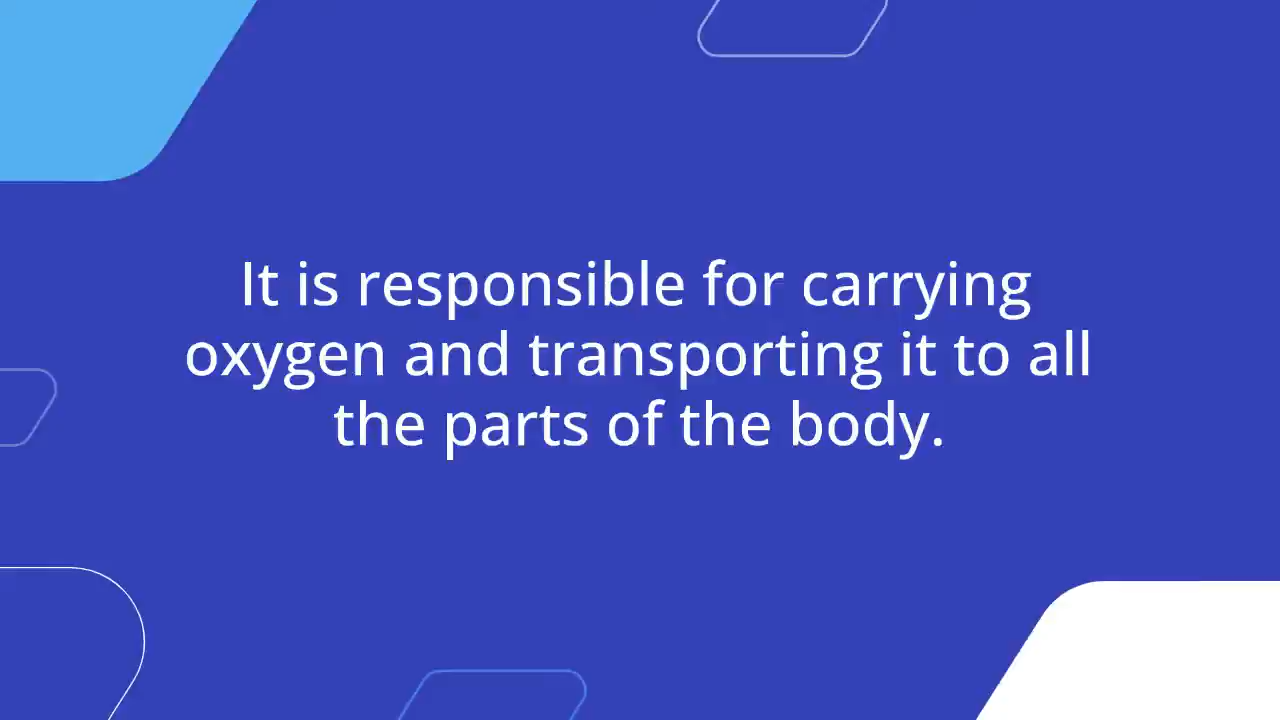 It is responsible for carrying
oxygen and transporting it to all
the parts of the body.